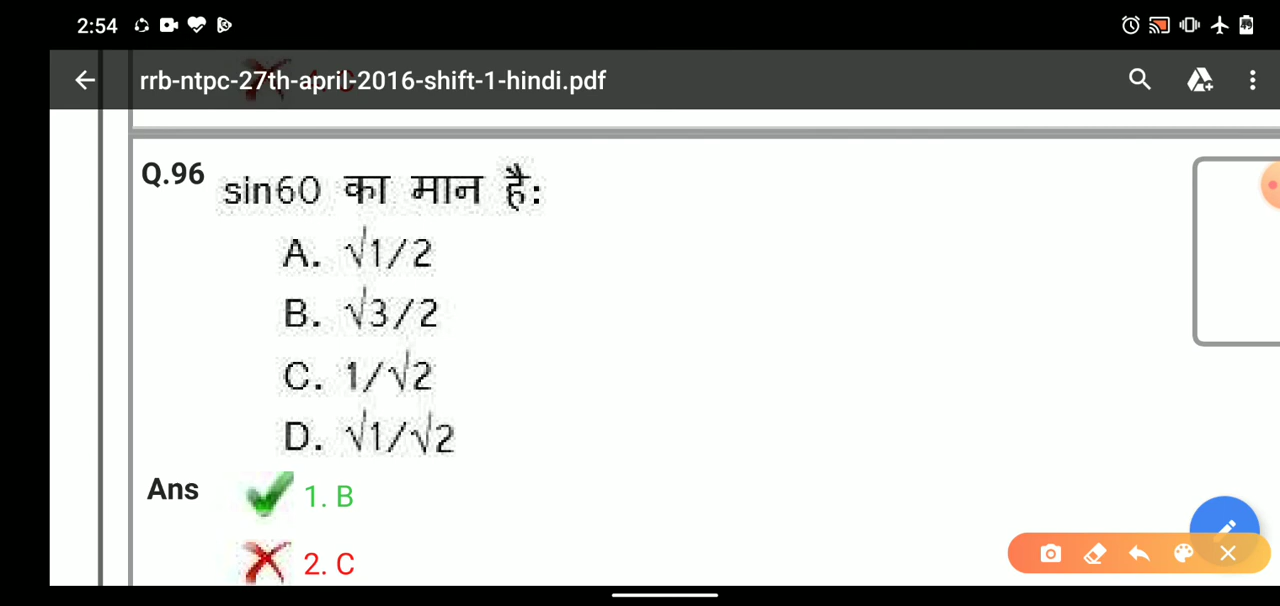 2:54
49
rrb-ntpc-27th-april-2016-shift-1-hindi.pdf
Q.96 sin60 का मान है:
A. √1/2
B. √3/2
C. 1/√2
D. √1/√2
Ans 1. B
2. C